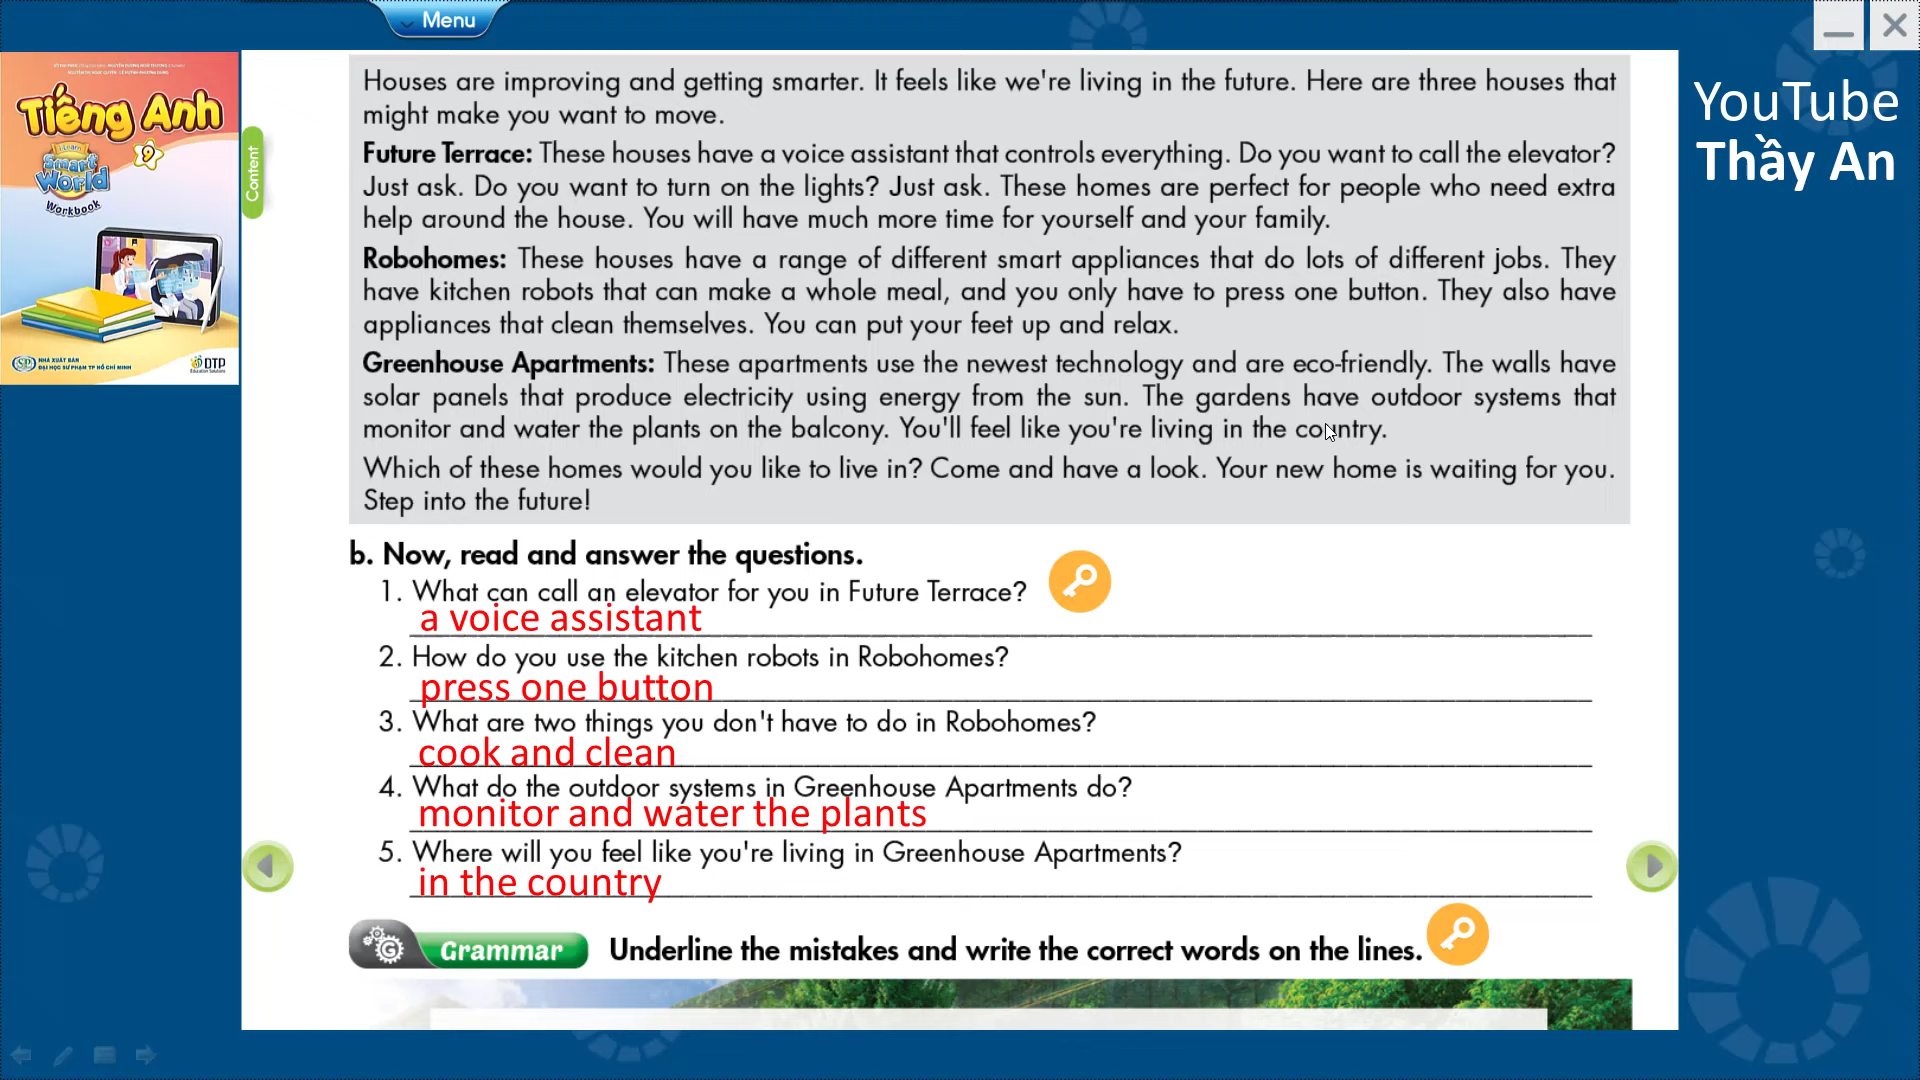 Menu
YouTube
Thầy An
Tiếng Anh
i-Learn
Smart
World
9
Workbook
NHÀ XUẤT BẢN
ĐẠI HỌC SƯ PHẠM TP HỒ CHÍ MINH
DTP
Content
Houses are improving and getting smarter. It feels like we're living in the future. Here are three houses that
might make you want to move.
Future Terrace: These houses have a voice assistant that controls everything. Do you want to call the elevator?
Just ask. Do you want to turn on the lights? Just ask. These homes are perfect for people who need extra
help around the house. You will have much more time for yourself and your family.
Robohomes: These houses have a range of different smart appliances that do lots of different jobs. They
have kitchen robots that can make a whole meal, and you only have to press one button. They also have
appliances that clean themselves. You can put your feet up and relax.
Greenhouse Apartments: These apartments use the newest technology and are eco-friendly. The walls have
solar panels that produce electricity using energy from the sun. The gardens have outdoor systems that
monitor and water the plants on the balcony. You'll feel like you're living in the country.
Which of these homes would you like to live in? Come and have a look. Your new home is waiting for you.
Step into the future!
b. Now, read and answer the questions.
1. What can call an elevator for you in Future Terrace?
a voice assistant
2. How do you use the kitchen robots in Robohomes?
press one button
3. What are two things you don't have to do in Robohomes?
cook and clean
4. What do the outdoor systems in Greenhouse Apartments do?
monitor and water the plants
5. Where will you feel like you're living in Greenhouse Apartments?
in the country
G
Grammar
Underline the mistakes and write the correct words on the lines.